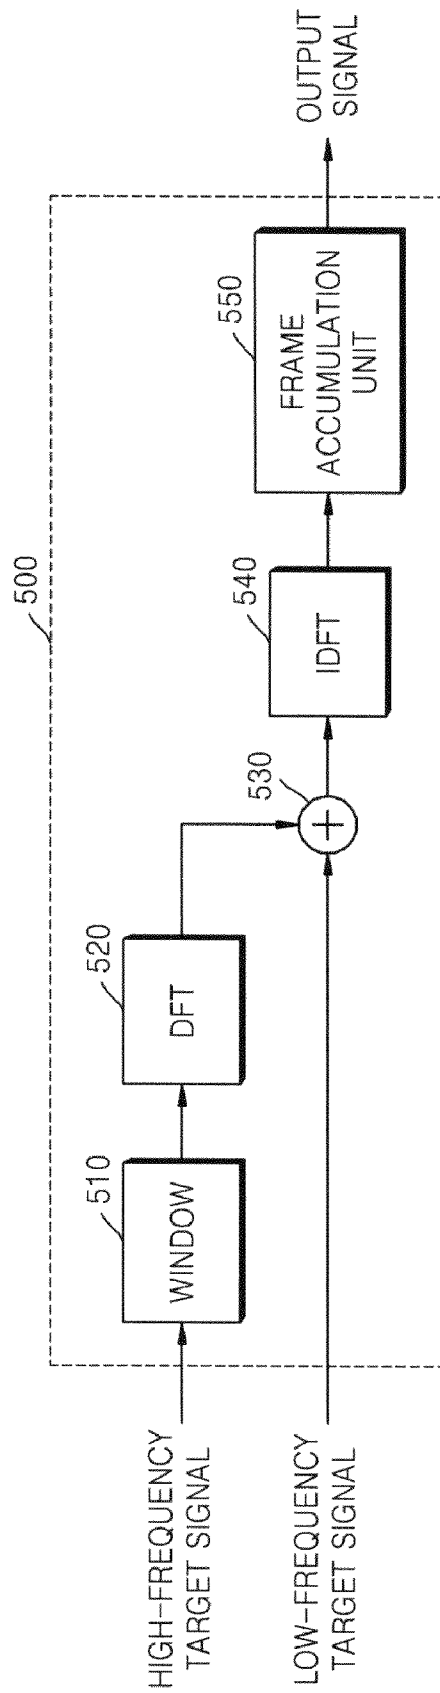 500
HIGH-FREQUENCY
TARGET SIGNAL
510
WINDOW
520
DFT
LOW-FREQUENCY
TARGET SIGNAL
530
+
540
IDFT
550
FRAME
ACCUMULATION
UNIT
OUTPUT
SIGNAL